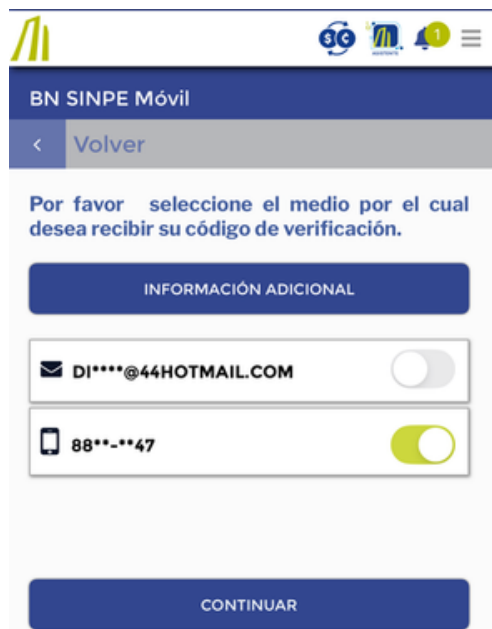 1
BN SINPE Móvil
Volver
Por favor seleccione el medio por el cual
desea recibir su código de verificación.
INFORMACIÓN ADICIONAL
DI****@44HOTMAIL.COM
88**-**47
CONTINUAR